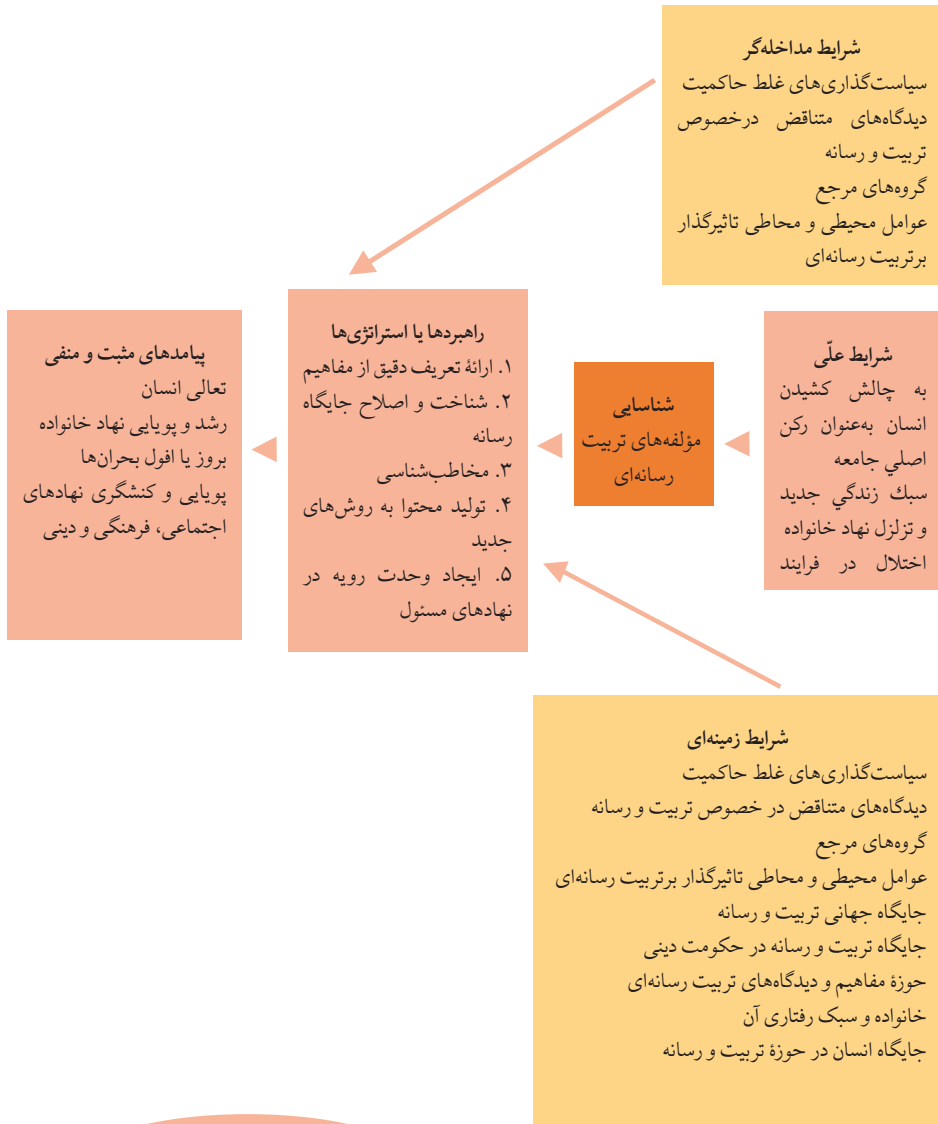 شرایط مداخله‌گر
سیاست‌گذاری‌های غلط حاکمیت
دیدگاه‌های متناقض درخصوص
تربیت و رسانه
گروه‌های مرجع
عوامل محیطی و محاطی تاثیرگذار
برتربیت رسانه‌ای
شرایط علّی
به چالش کشیدن
انسان به‌عنوان رکن
اصلي جامعه
سبك زندگي جدید
و تزلزل نهاد خانواده
اختلال در فرایند
شناسایی
مؤلفه‌های تربیت
رسانه‌ای
راهبردها یا استراتژی‌ها
۱. ارائهٔ تعریف دقیق از مفاهیم
۲. شناخت و اصلاح جایگاه
رسانه
۳. مخاطب‌شناسی
۴. تولید محتوا به روش‌های
جدید
۵. ایجاد وحدت رویه در
نهادهای مسئول
پیامدهای مثبت و منفی
تعالی انسان
رشد و پویایی نهاد خانواده
بروز یا افول بحران‌ها
پویایی و کنشگری نهادهای
اجتماعی، فرهنگی و دینی
شرایط زمینه‌ای
سیاست‌گذاری‌های غلط حاکمیت
دیدگاه‌های متناقض در خصوص تربیت و رسانه
گروه‌های مرجع
عوامل محیطی و محاطی تاثیرگذار برتربیت رسانه‌ای
جایگاه جهانی تربیت و رسانه
جایگاه تربیت و رسانه در حکومت دینی
حوزهٔ مفاهیم و دیدگاه‌های تربیت رسانه‌ای
خانواده و سبک رفتاری آن
جایگاه انسان در حوزهٔ تربیت و رسانه